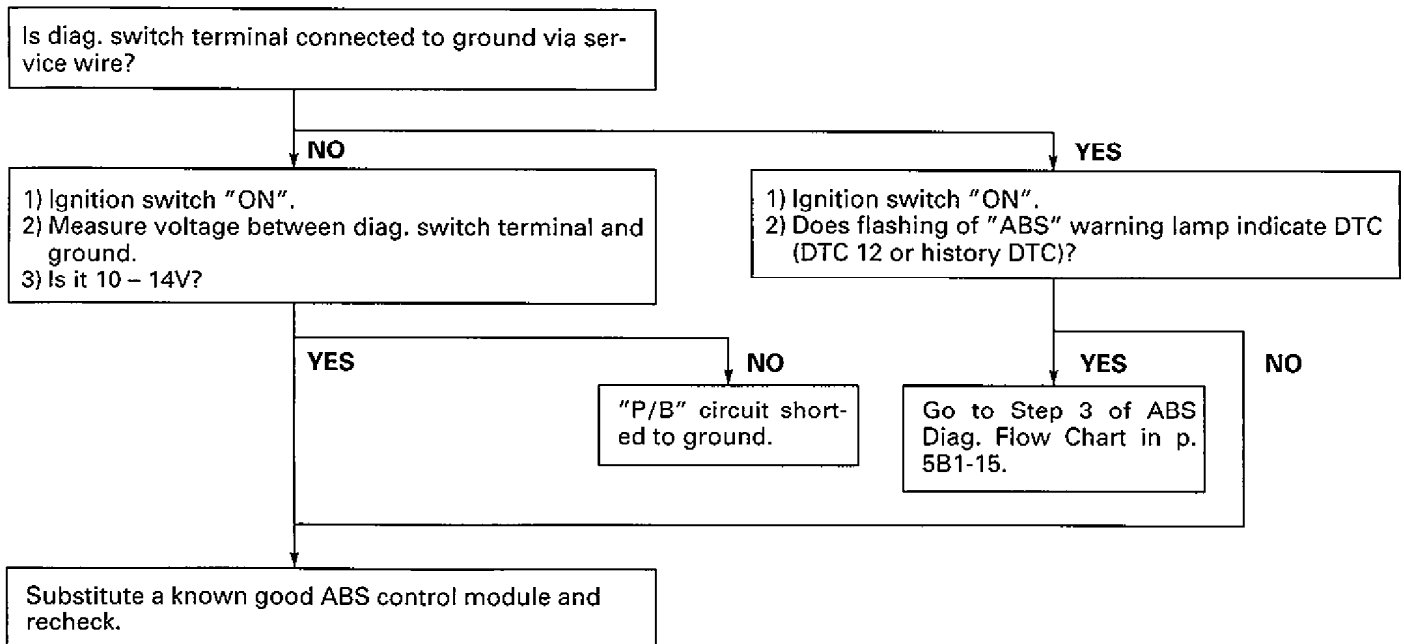 Is diag. switch terminal connected to ground via ser-
vice wire?
NO
YES
1) Ignition switch "ON".
2) Measure voltage between diag. switch terminal and
ground.
3) Is it 10 – 14V?
1) Ignition switch "ON".
2) Does flashing of "ABS" warning lamp indicate DTC
(DTC 12 or history DTC)?
YES
NO
YES
NO
"P/B" circuit short-
ed to ground.
Go to Step 3 of ABS
Diag. Flow Chart in p.
5B1-15.
Substitute a known good ABS control module and
recheck.